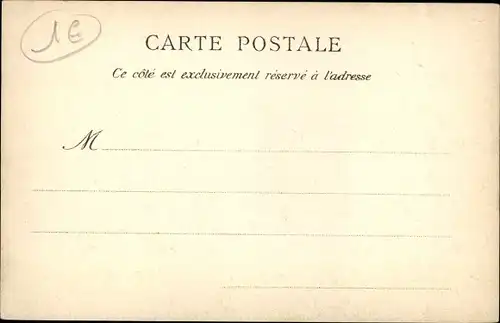 1E
CARTE POSTALE
Ce côté est exclusivement réservé à l'adresse
M